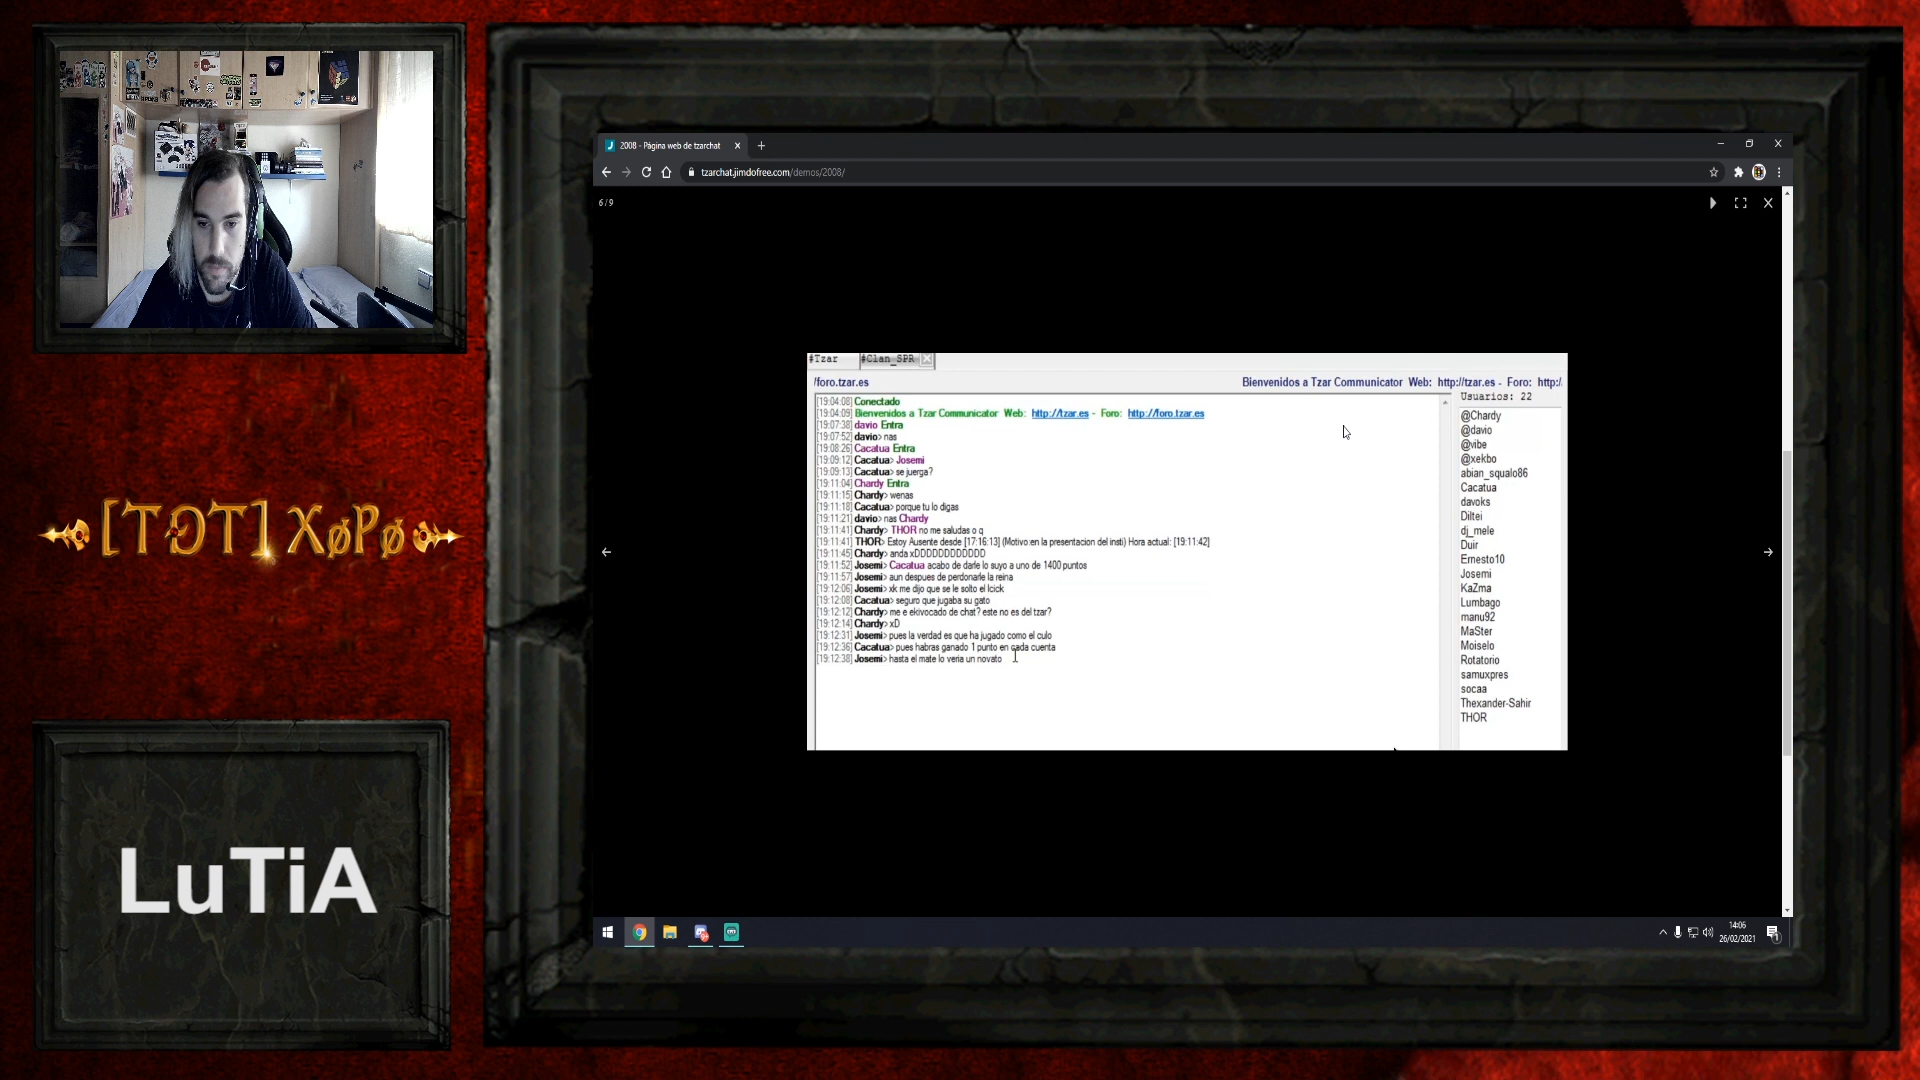 2008 - Página web de tzarchat
tzarchat.jimdofree.com/demos/2008/
6/9
#Tzar
#Clan_SPR
/foro.tzar.es
Bienvenidos a Tzar Communicator Web: http://tzar.es - Foro: http:/
Usuarios: 22
[19:04:08] Conectado
[19:04:09] Bienvenidos a Tzar Communicator Web: http://tzar.es - Foro: http://foro.tzar.es
[19:07:38] davio Entra
[19:07:52] davio> nas
[19:08:26] Cacatua Entra
[19:09:12] Cacatua> Josemi
[19:09:13] Cacatua> se juerga?
[19:11:04] Chardy Entra
[19:11:15] Chardy> wenas
[19:11:18] Cacatua> porque tu lo digas
[19:11:21] davio> nas Chardy
[19:11:41] Chardy> THOR no me saludas o q
[19:11:41] THOR> Estoy Ausente desde [17:16:13] (Motivo:en la presentacion del insti) Hora actual: [19:11:42]
[19:11:45] Chardy> anda xDDDDDDDDDDDD
[19:11:52] Josemi> Cacatua acabo de darle lo suyo a uno de 1400 puntos
[19:11:57] Josemi> aun despues de perdonarle la reina
[19:12:06] Josemi> xk me dijo que se le solto el lcick
[19:12:08] Cacatua> seguro que jugaba su gato
[19:12:12] Chardy> me e ekivocado de chat? este no es del tzar?
[19:12:14] Chardy> xD
[19:12:31] Josemi> pues la verdad es que ha jugado como el culo
[19:12:36] Cacatua> pues habras ganado 1 punto en cada cuenta
[19:12:38] Josemi> hasta el mate lo veria un novato
@Chardy
@davio
@vibe
@xekbo
abian_squalo86
Cacatua
davoks
Diltei
dj_mele
Duir
Ernesto10
Josemi
KaZma
Lumbago
manu92
MaSter
Moiselo
Rotatorio
samuxpres
socaa
Thexander-Sahir
THOR
[TDT] XøPø
LuTiA
14:06
26/02/2021